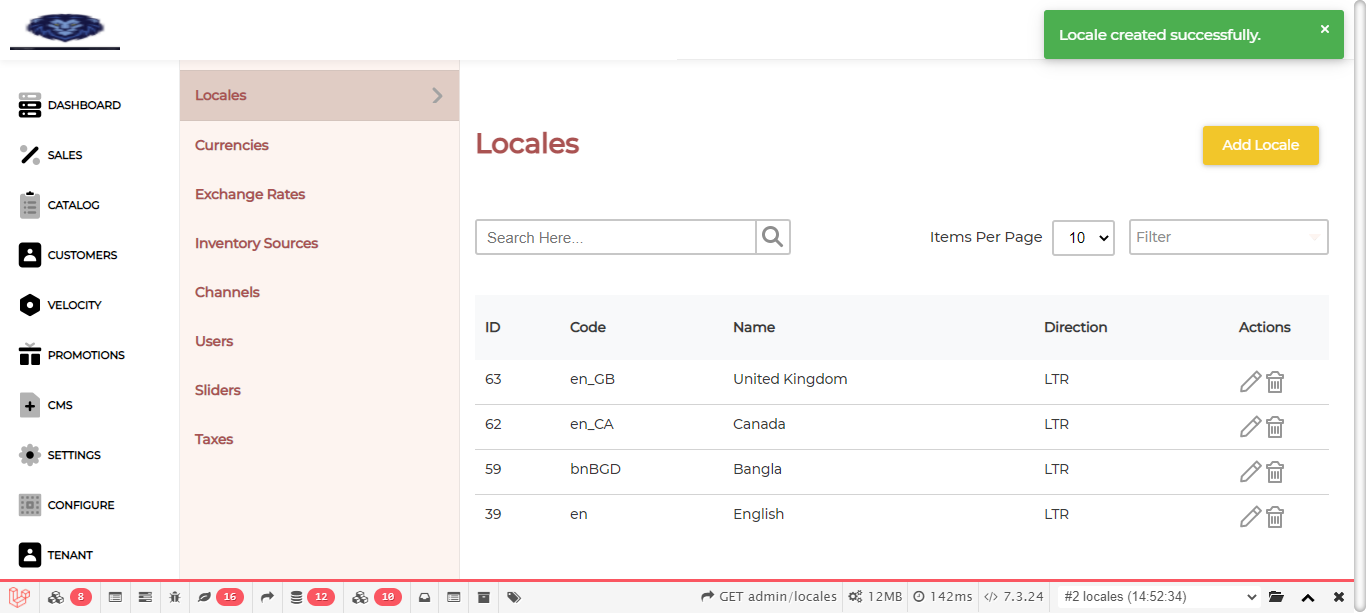 Locale created successfully.
×
DASHBOARD
SALES
CATALOG
CUSTOMERS
VELOCITY
PROMOTIONS
CMS
SETTINGS
CONFIGURE
TENANT
Locales
Currencies
Exchange Rates
Inventory Sources
Channels
Users
Sliders
Taxes
Locales
Add Locale
Search Here...
Items Per Page 10 Filter
ID Code Name Direction Actions
63 en_GB United Kingdom LTR
62 en_CA Canada LTR
59 bnBGD Bangla LTR
39 en English LTR
8 16 12 10 GET admin/locales 12MB 142ms </> 7.3.24 #2 locales (14:52:34)